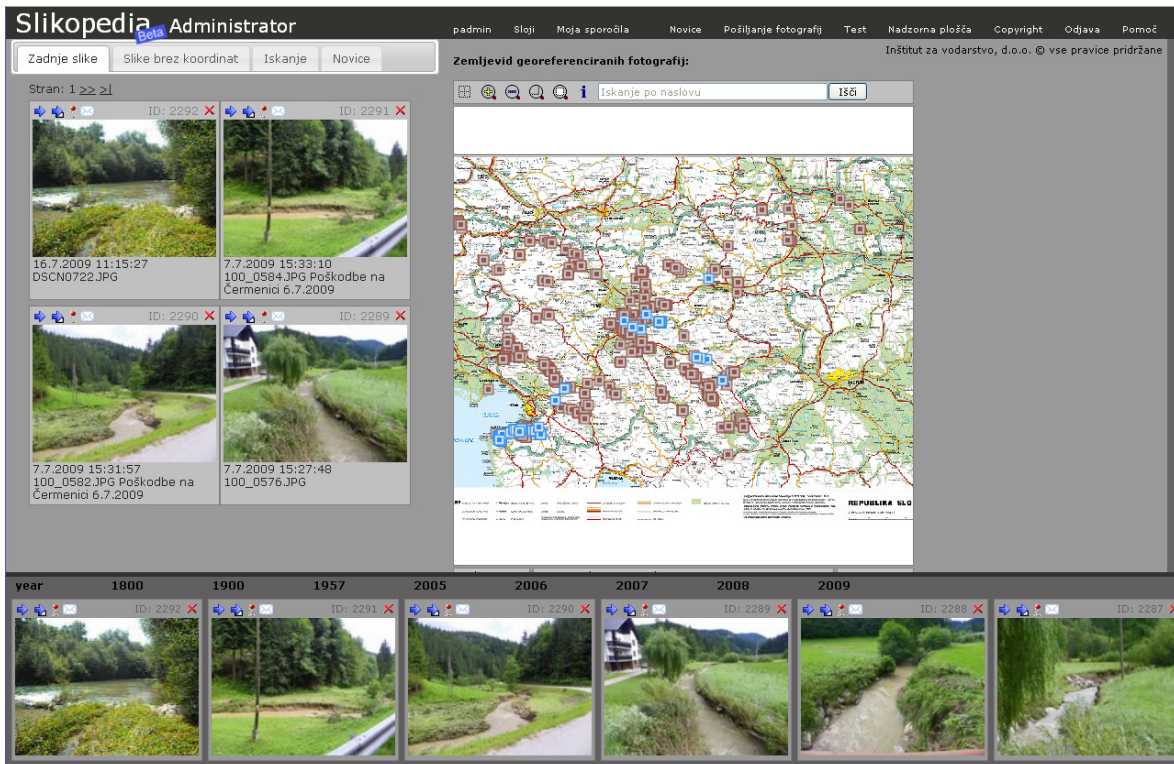 Slikopedia Beta Administrator
padmin Sloji Moja sporočila Novice Pošiljanje fotografij Test Nadzorna plošča Copyright Odjava Pomoč
Inštitut za vodarstvo, d.o.o. © vse pravice pridržane
Zadnje slike Slike brez koordinat Iskanje Novice
Zemljevid georeferenciranih fotografij:
Stran: 1 >> >|
Iskanje po naslovu Išči
ID: 2292
ID: 2291
16.7.2009 11:15:27
DSCN0722.JPG
7.7.2009 15:33:10
100_0584.JPG Poškodbe na
Čermenici 6.7.2009
ID: 2290
ID: 2289
7.7.2009 15:31:57
100_0582.JPG Poškodbe na
Čermenici 6.7.2009
7.7.2009 15:27:48
100_0576.JPG
REPUBLIKA SLO
year 1800 1900 1957 2005 2006 2007 2008 2009
ID: 2292
ID: 2291
ID: 2290
ID: 2289
ID: 2288
ID: 2287